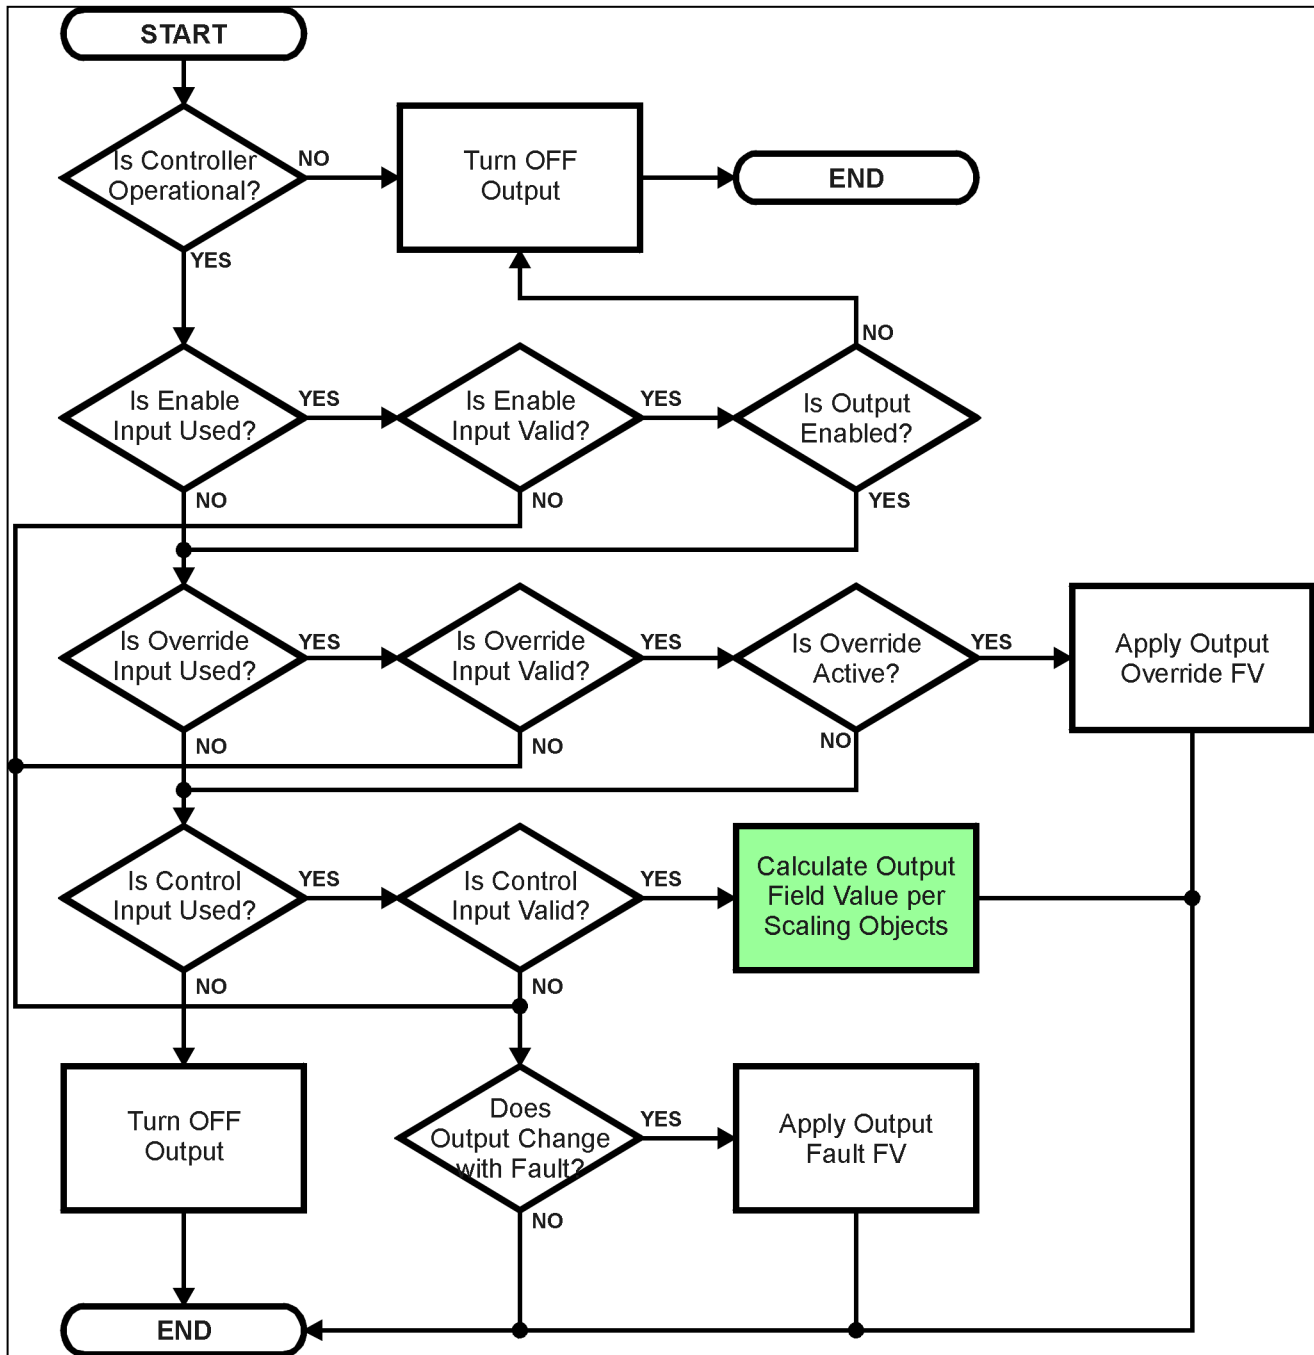 START
Is Controller
Operational?
NO
YES
Turn OFF
Output
END
Is Enable
Input Used?
YES
NO
Is Enable
Input Valid?
YES
NO
Is Output
Enabled?
NO
YES
Is Override
Input Used?
YES
NO
Is Override
Input Valid?
YES
NO
Is Override
Active?
YES
NO
Apply Output
Override FV
Is Control
Input Used?
YES
NO
Is Control
Input Valid?
YES
NO
Calculate Output
Field Value per
Scaling Objects
Turn OFF
Output
Does
Output Change
with Fault?
YES
NO
Apply Output
Fault FV
END